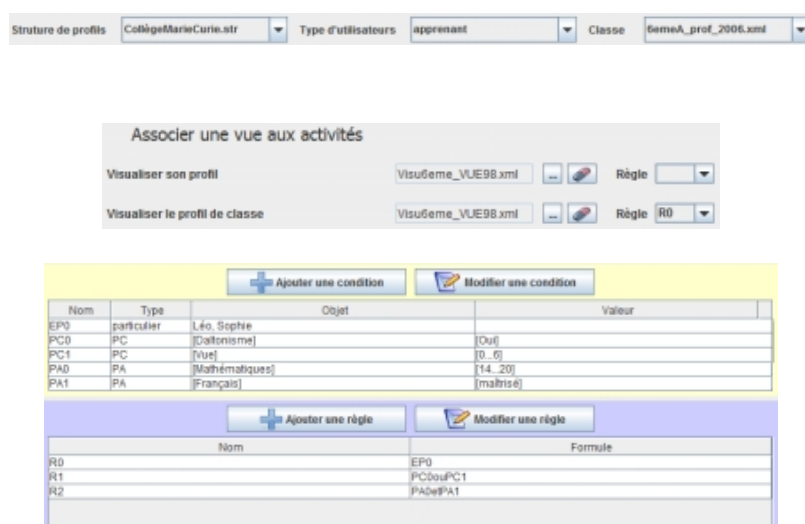 Struture de profils CollègeMarieCurie.str Type d'utilisateurs apprenant Classe 6emeA_prof_2006.xml
Associer une vue aux activités
Visualiser son profil Visu6eme_VUE98.xml ... Règle
Visualiser le profil de classe Visu6eme_VUE98.xml ... Règle R0
Ajouter une condition Modifier une condition
Nom Type Objet Valeur
EP0 particulier Léo, Sophie
PC0 PC [Daltonisme] [Oui]
PC1 PC [Vue] [0...6]
PA0 PA [Mathématiques] [14...20]
PA1 PA [Français] [maîtrisé]
Ajouter une règle Modifier une règle
Nom Formule
R0 EP0
R1 PC0ouPC1
R2 PA0etPA1